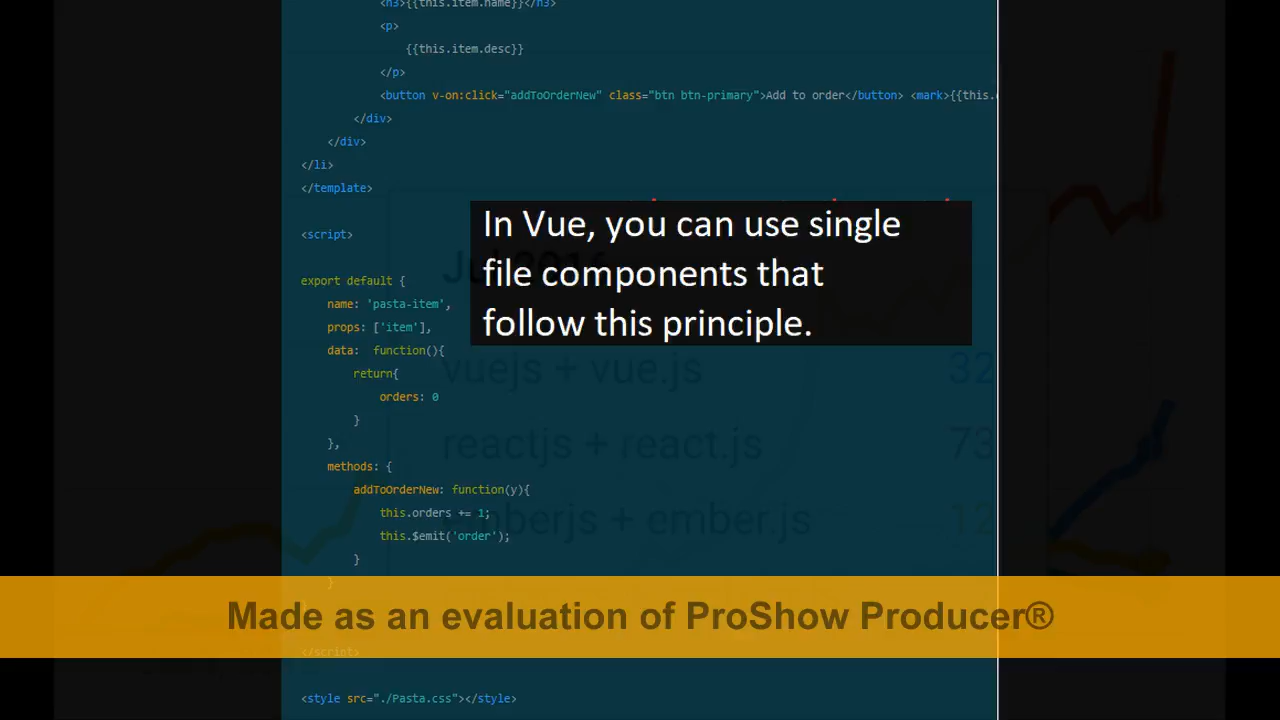 <h3>{{this.item.name}}</h3>
<p>
{{this.item.desc}}
</p>
<button v-on:click="addToOrderNew" class="btn btn-primary">Add to order</button> <mark>{{this.
</div>
</div>
</li>
</template>
<script>
In Vue, you can use single
file components that
follow this principle.
export default {
name: 'pasta-item',
props: ['item'],
data: function(){
return{
orders: 0
}
},
methods: {
addToOrderNew: function(y){
this.orders += 1;
this.$emit('order');
}
}
</script>
<style src="./Pasta.css"></style>
vuejs + vue.js 32
reactjs + react.js 73
emberjs + ember.js 12
Made as an evaluation of ProShow Producer®